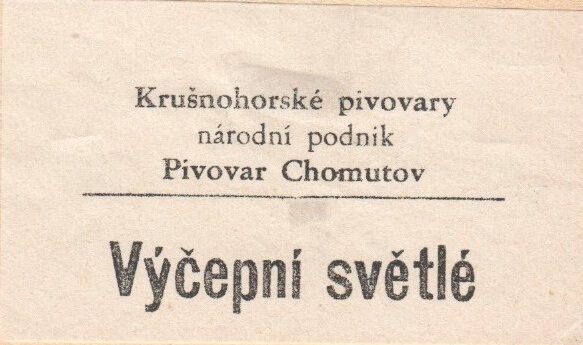 Krušnohorské pivovary
národní podnik
Pivovar Chomutov
Výčepní světlé